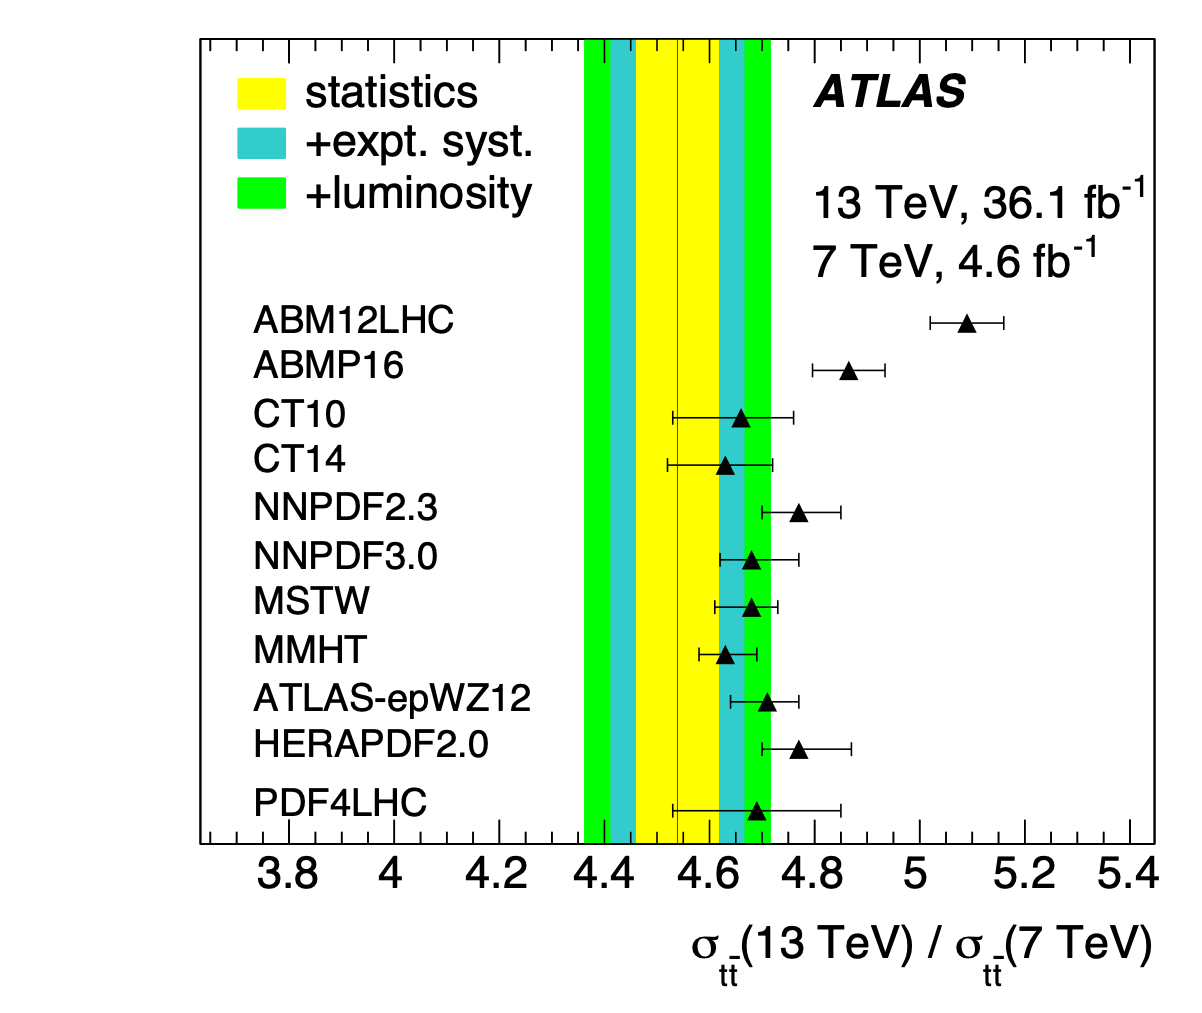 statistics
+expt. syst.
+luminosity
ATLAS
13 TeV, 36.1 fb⁻¹
7 TeV, 4.6 fb⁻¹
ABM12LHC
ABMP16
CT10
CT14
NNPDF2.3
NNPDF3.0
MSTW
MMHT
ATLAS-epWZ12
HERAPDF2.0
PDF4LHC
3.8 4 4.2 4.4 4.6 4.8 5 5.2 5.4
σ_tt̄(13 TeV) / σ_tt̄(7 TeV)